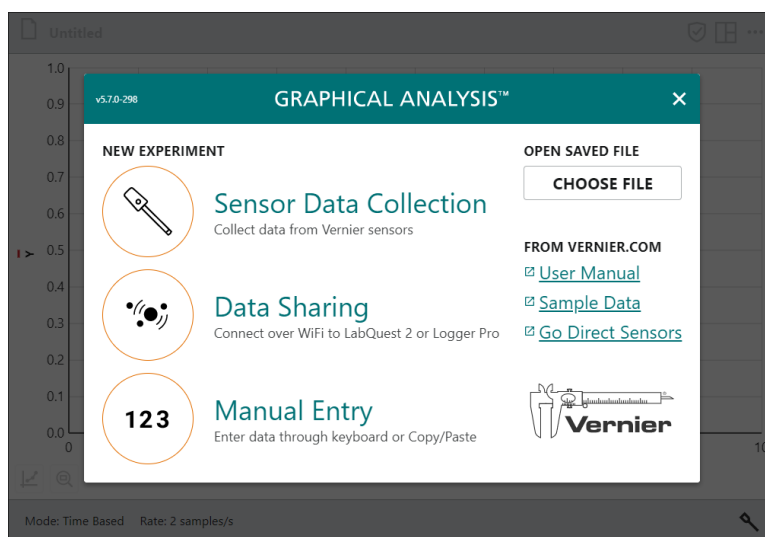 Untitled
v5.7.0-298
GRAPHICAL ANALYSIS™
NEW EXPERIMENT
Sensor Data Collection
Collect data from Vernier sensors
Data Sharing
Connect over WiFi to LabQuest 2 or Logger Pro
123
Manual Entry
Enter data through keyboard or Copy/Paste
OPEN SAVED FILE
CHOOSE FILE
FROM VERNIER.COM
User Manual
Sample Data
Go Direct Sensors
Vernier
1.0
0.9
0.8
0.7
0.6
0.5
0.4
0.3
0.2
0.1
0.0
Y
0
10
Mode: Time Based Rate: 2 samples/s